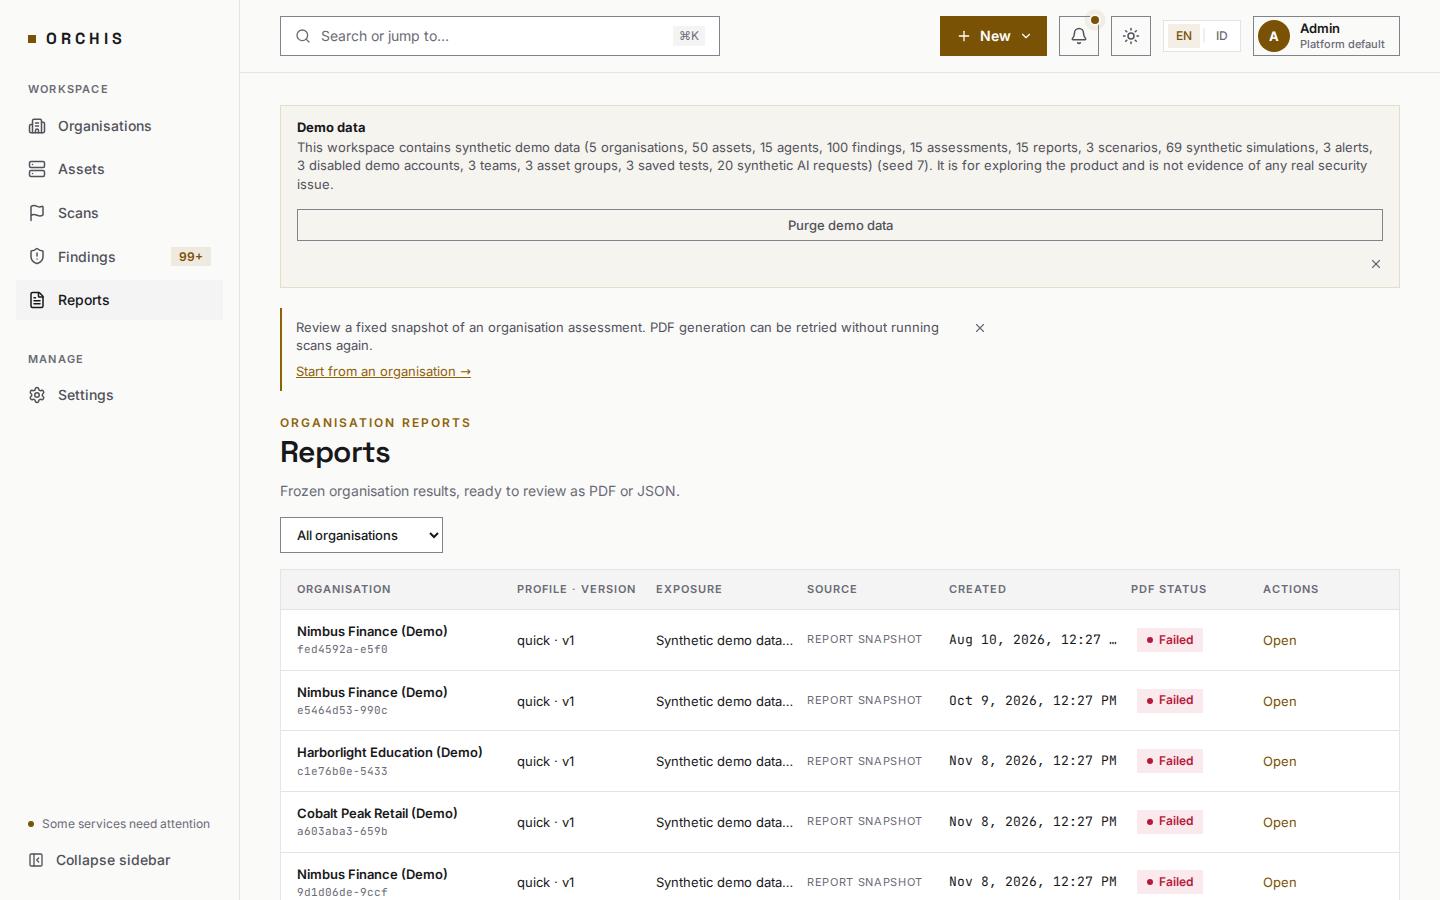 ORCHIS
Search or jump to...
⌘K
New
EN
ID
A
Admin
Platform default
WORKSPACE
Organisations
Assets
Scans
Findings
99+
Reports
MANAGE
Settings
Some services need attention
Collapse sidebar
Demo data
This workspace contains synthetic demo data (5 organisations, 50 assets, 15 agents, 100 findings, 15 assessments, 15 reports, 3 scenarios, 69 synthetic simulations, 3 alerts,
3 disabled demo accounts, 3 teams, 3 asset groups, 3 saved tests, 20 synthetic AI requests) (seed 7). It is for exploring the product and is not evidence of any real security
issue.
Purge demo data
Review a fixed snapshot of an organisation assessment. PDF generation can be retried without running
scans again.
Start from an organisation →
ORGANISATION REPORTS
Reports
Frozen organisation results, ready to review as PDF or JSON.
All organisations
ORGANISATION PROFILE · VERSION EXPOSURE SOURCE CREATED PDF STATUS ACTIONS
Nimbus Finance (Demo)
fed4592a-e5f0
quick · v1 Synthetic demo data... REPORT SNAPSHOT Aug 10, 2026, 12:27 … Failed Open
Nimbus Finance (Demo)
e5464d53-990c
quick · v1 Synthetic demo data... REPORT SNAPSHOT Oct 9, 2026, 12:27 PM Failed Open
Harborlight Education (Demo)
c1e76b0e-5433
quick · v1 Synthetic demo data... REPORT SNAPSHOT Nov 8, 2026, 12:27 PM Failed Open
Cobalt Peak Retail (Demo)
a603aba3-659b
quick · v1 Synthetic demo data... REPORT SNAPSHOT Nov 8, 2026, 12:27 PM Failed Open
Nimbus Finance (Demo)
9d1d06de-9ccf
quick · v1 Synthetic demo data... REPORT SNAPSHOT Nov 8, 2026, 12:27 PM Failed Open